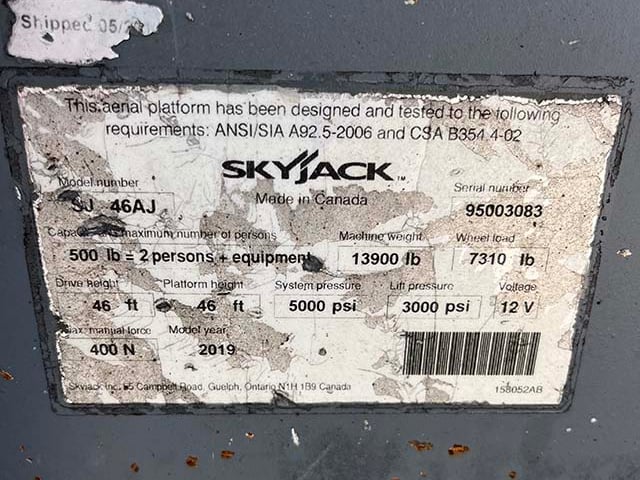 Shipped 05/
This aerial platform has been designed and tested to the following
requirements: ANSI/SIA A92.5-2006 and CSA B354.4-02
SKYJACK™
Made in Canada
Model number Serial number
SJ 46AJ 95003083
Capacity maximum number of persons Machine weight Wheel load
500 lb = 2 persons + equipment 13900 lb 7310 lb
Drive height Platform height System pressure Lift pressure Voltage
46 ft 46 ft 5000 psi 3000 psi 12 V
Max. manual force Model year
400 N 2019
Skyjack Inc. 55 Campbell Road, Guelph, Ontario N1H 1B9 Canada 158052AB